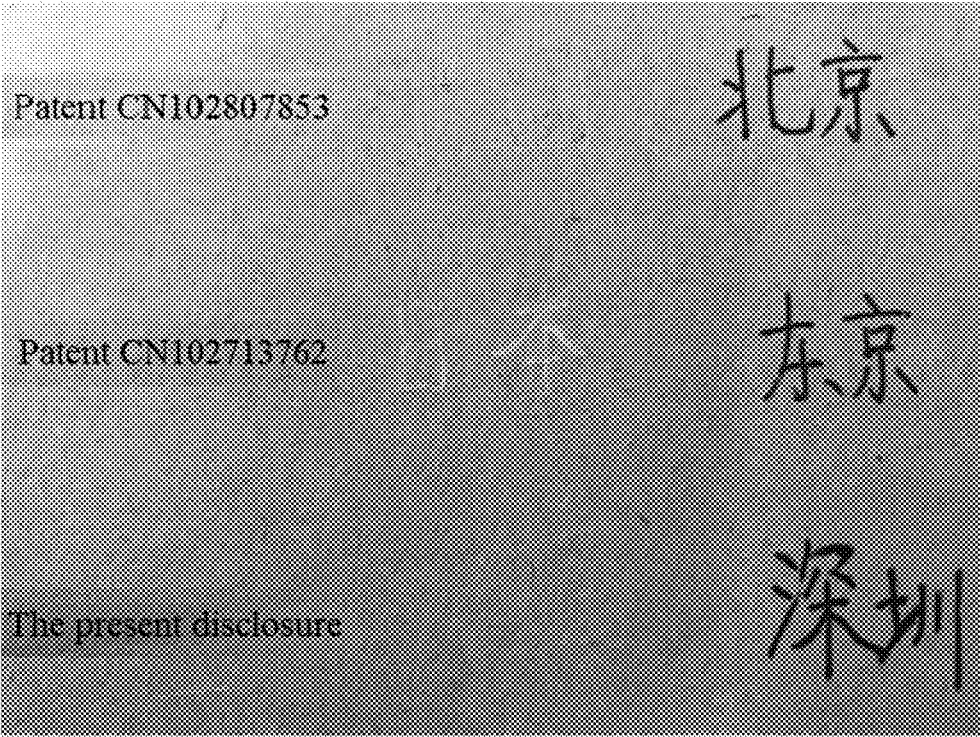 Patent CN102807853 北京
Patent CN102713762 东京
The present disclosure 深圳